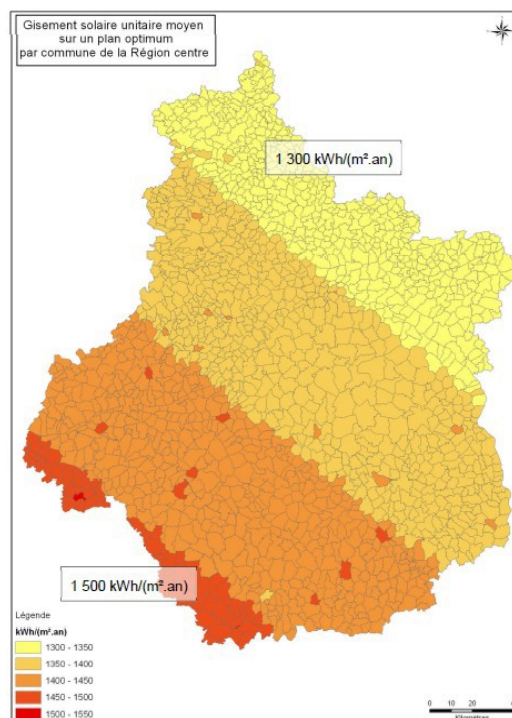 Gisement solaire unitaire moyen
sur un plan optimum
par commune de la Région centre
1 300 kWh/(m².an)
1 500 kWh/(m².an)
Légende
kWh/(m².an)
1300 - 1350
1350 - 1400
1400 - 1450
1450 - 1500
1500 - 1550
0 10 20
Kilomètres